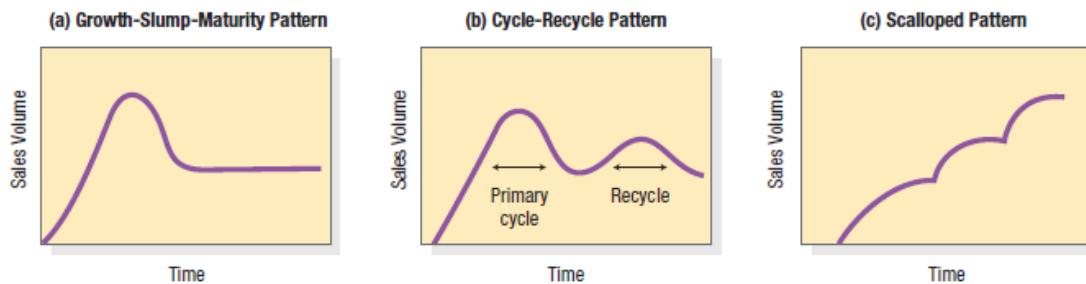 (a) Growth-Slump-Maturity Pattern
Sales Volume
Time
(b) Cycle-Recycle Pattern
Sales Volume
Primary
cycle
Recycle
Time
(c) Scalloped Pattern
Sales Volume
Time